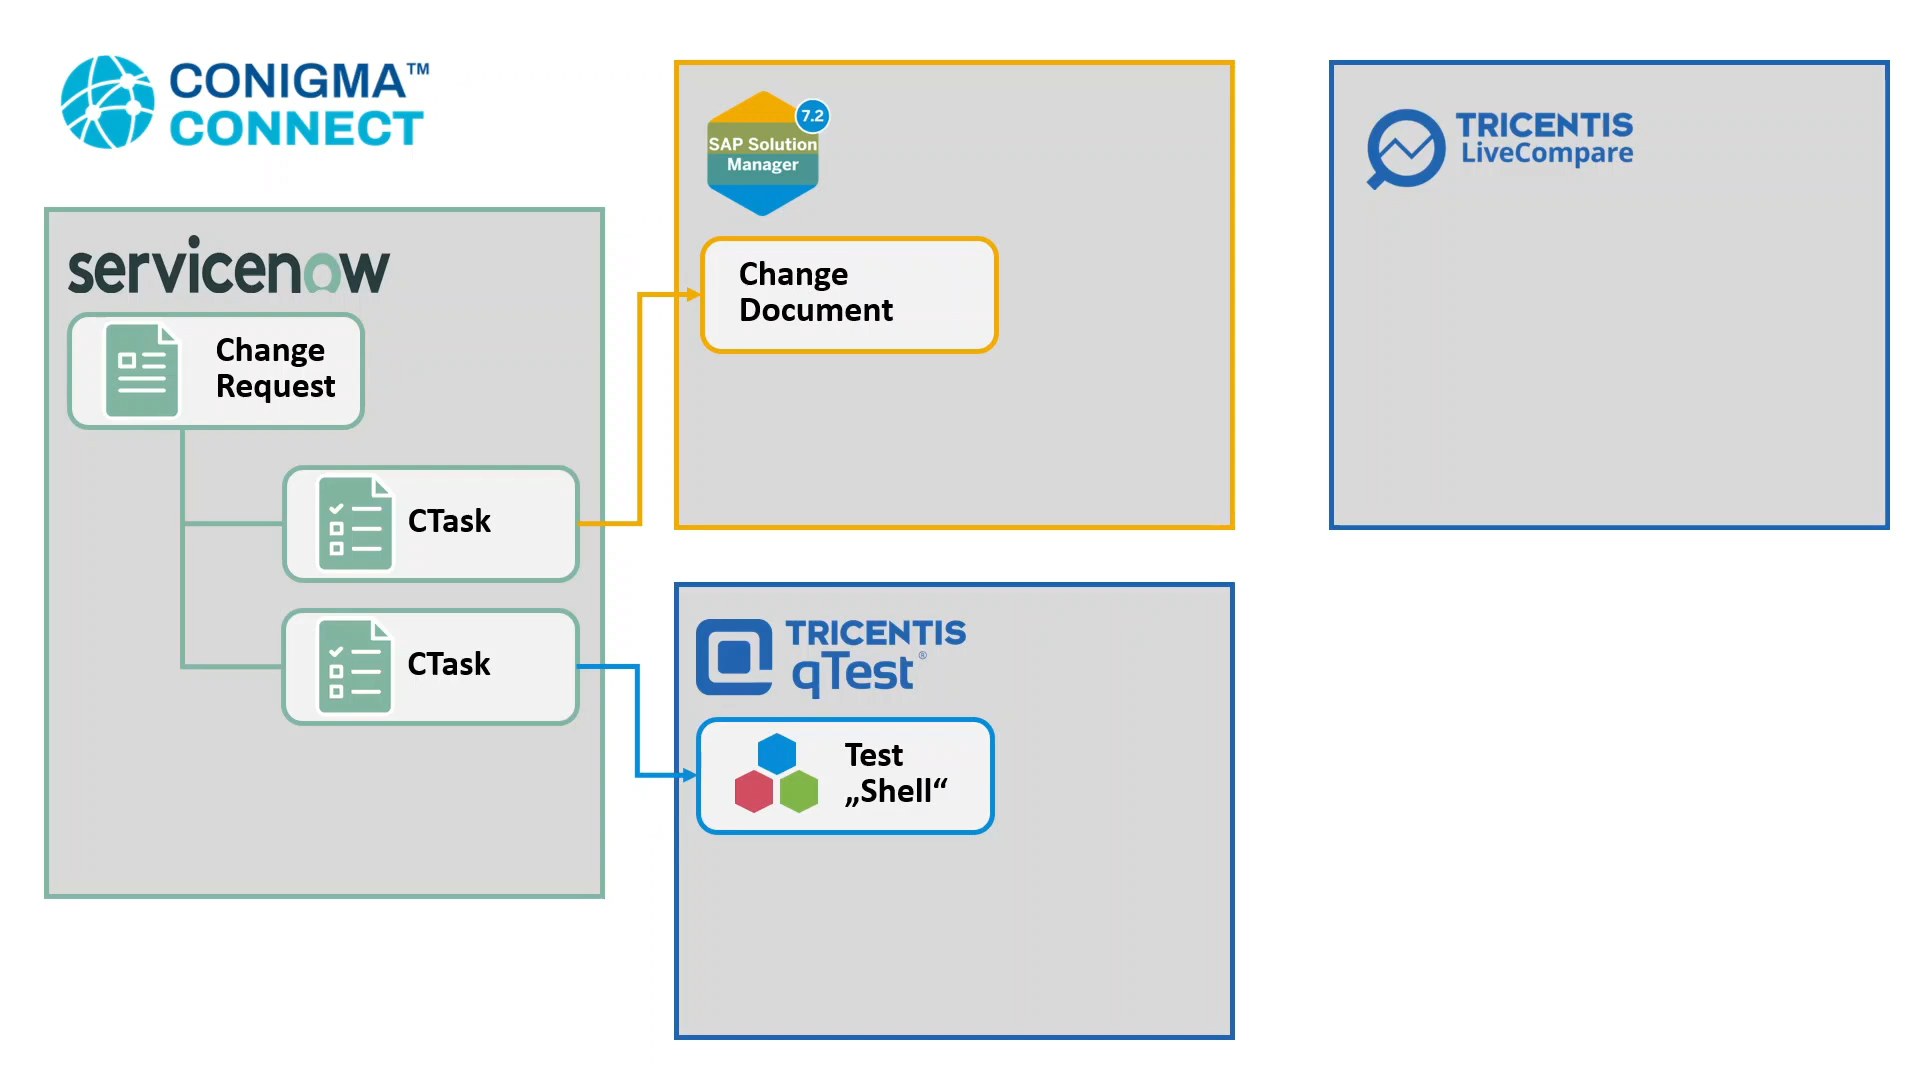 CONIGMA™
CONNECT
servicenow
Change
Request
CTask
CTask
7.2
SAP Solution
Manager
Change
Document
TRICENTIS
qTest®
Test
„Shell“
TRICENTIS
LiveCompare